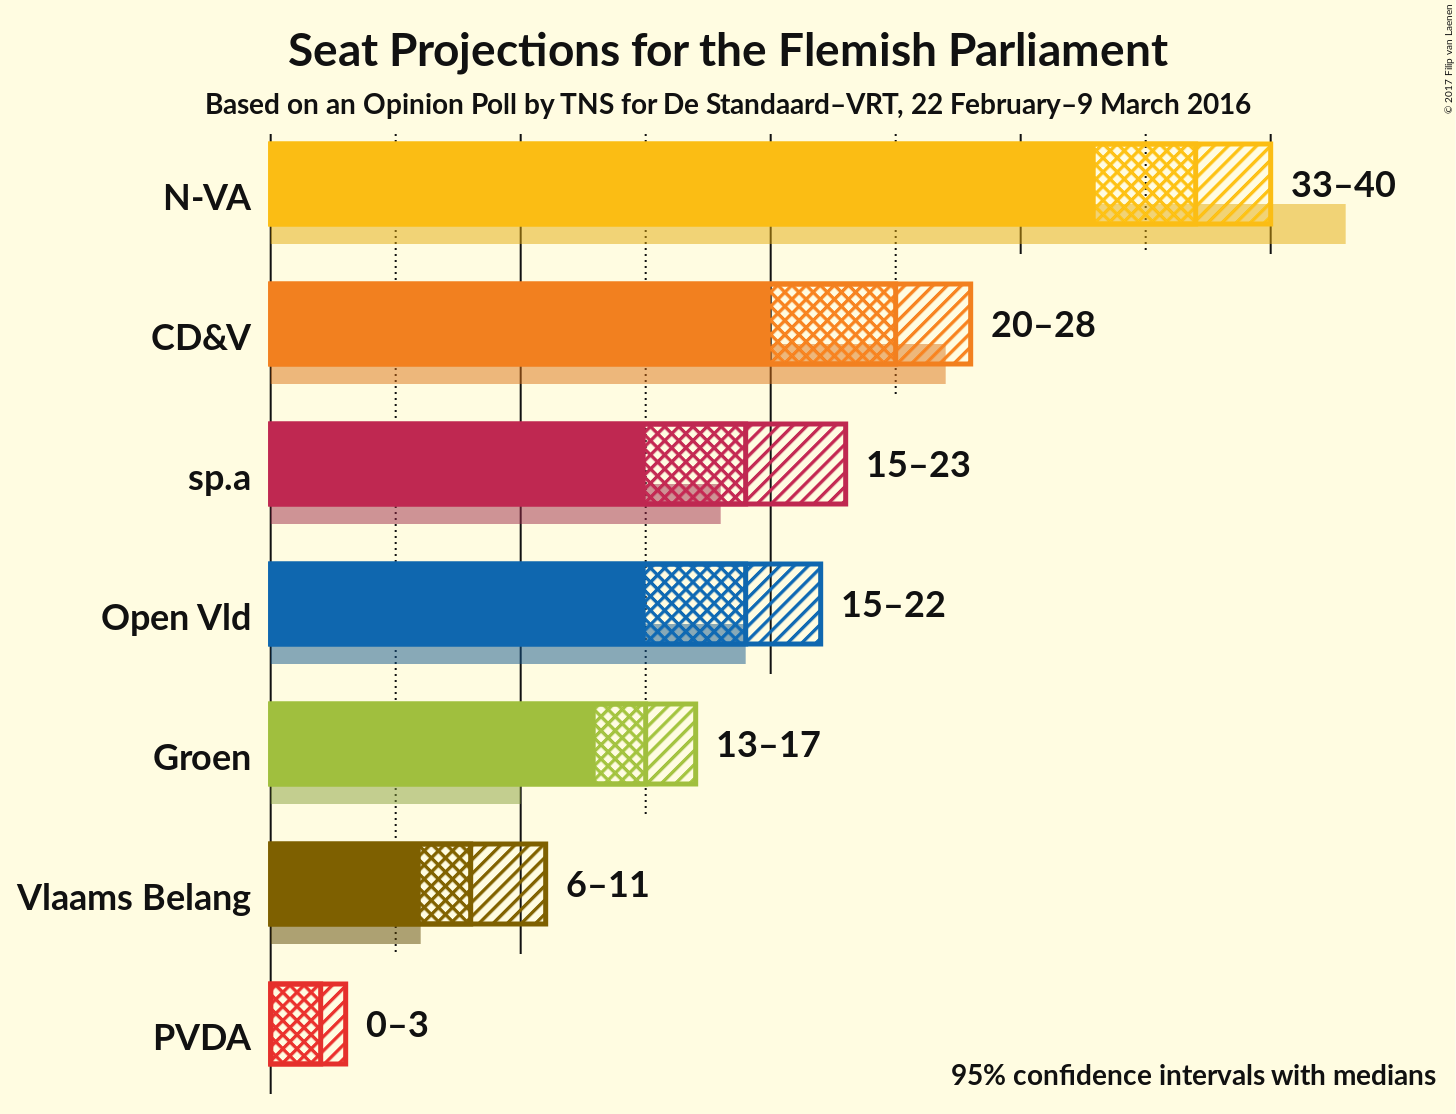 Seat Projections for the Flemish Parliament
Based on an Opinion Poll by TNS for De Standaard–VRT, 22 February–9 March 2016
© 2017 Filip van Laenen
N-VA
33–40
CD&V
20–28
sp.a
15–23
Open Vld
15–22
Groen
13–17
Vlaams Belang
6–11
PVDA
0–3
95% confidence intervals with medians